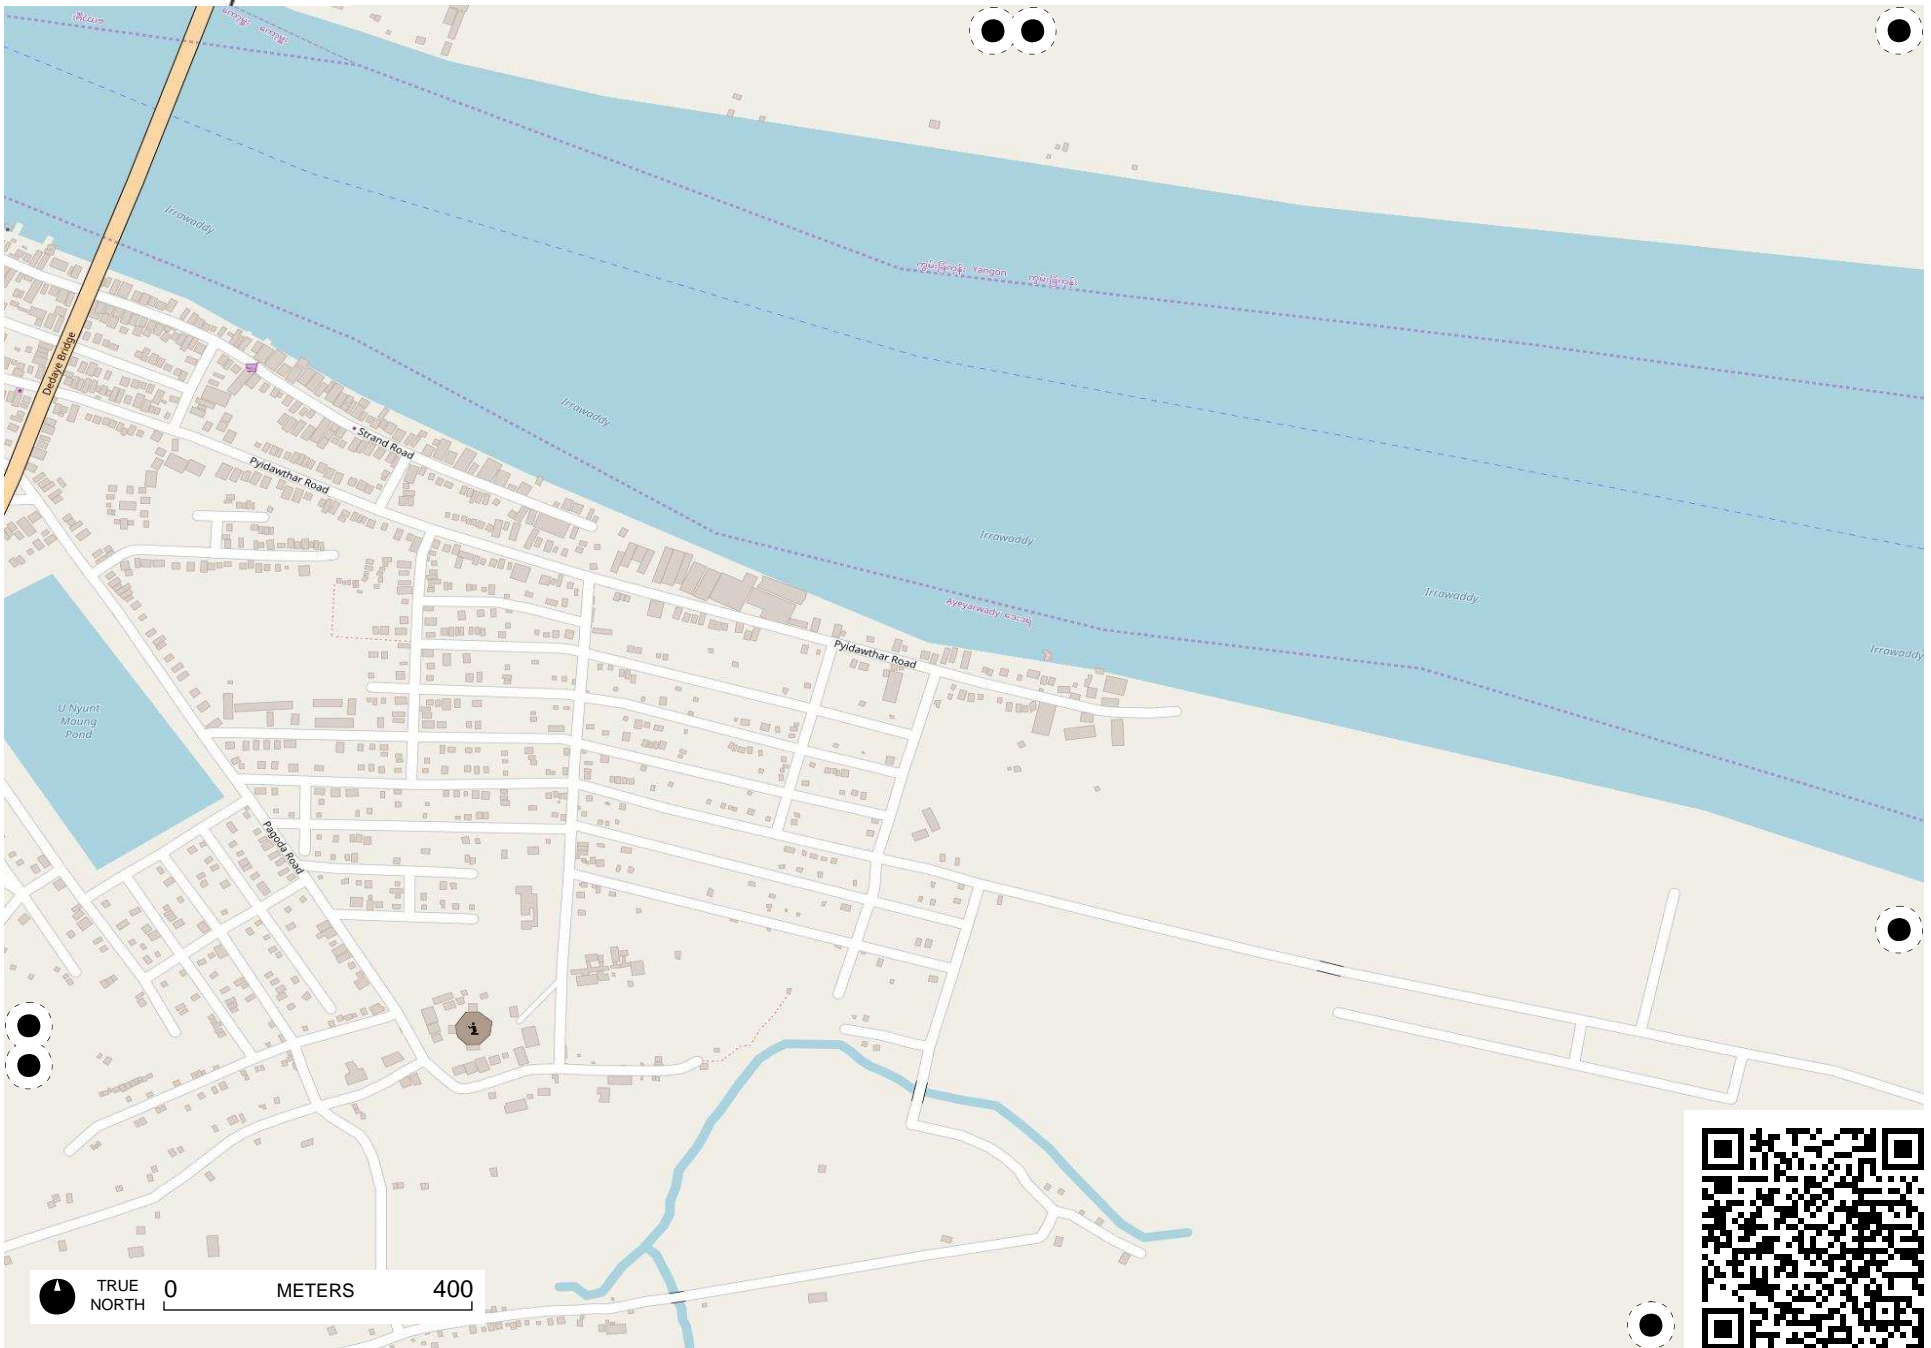 Irrawaddy
Yangon
Dedaye Bridge
Irrawaddy
Strand Road
Pyidawthar Road
Irrawaddy
Irrawaddy
Ayeyarwady
Pyidawthar Road
Irrawaddy
U Nyunt
Maung
Pond
Pagoda Road
TRUE
NORTH
0 METERS 400